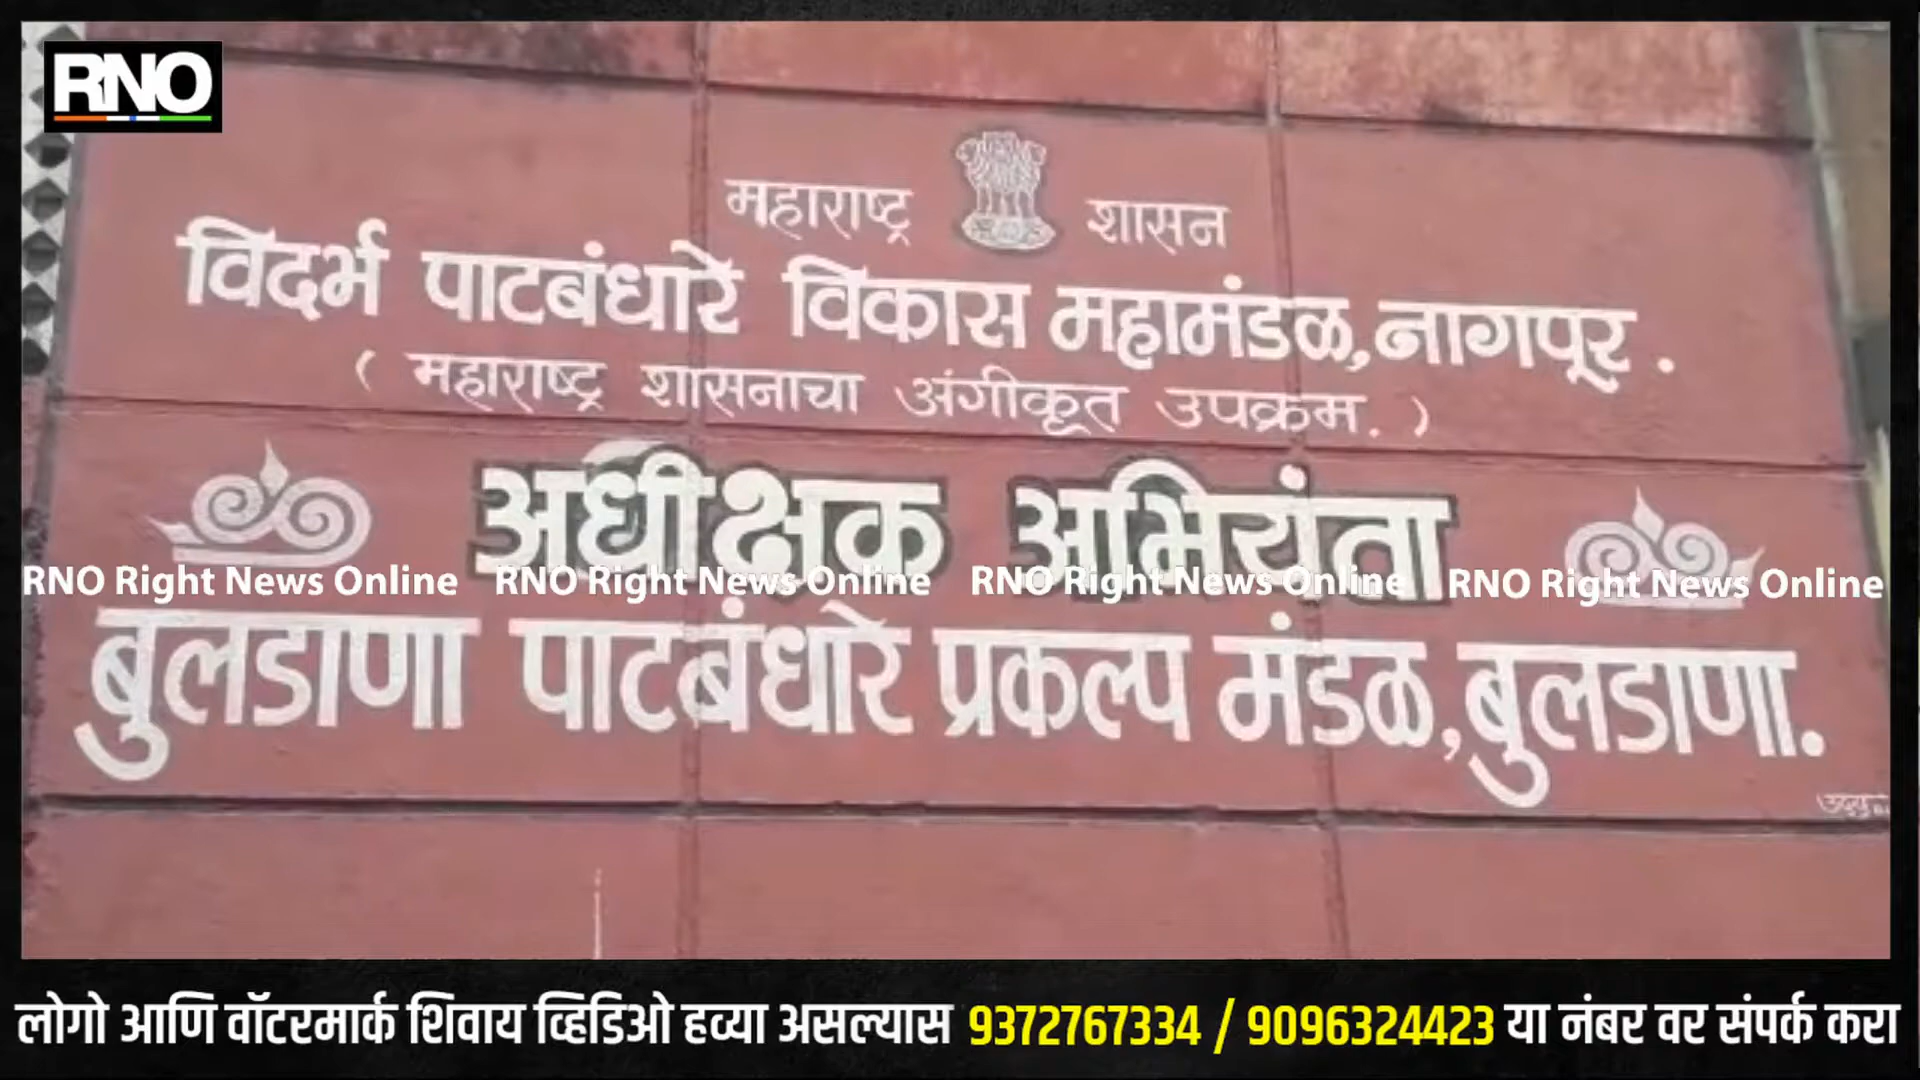 RNO
महाराष्ट्र शासन
विदर्भ पाटबंधारे विकास महामंडळ,नागपूर .
( महाराष्ट्र शासनाचा अंगीकृत उपक्रम. )
अधीक्षक अभियंता
RNO Right News Online RNO Right News Online RNO Right News Online RNO Right News Online
बुलडाणा पाटबंधारे प्रकल्प मंडळ,बुलडाणा.
लोगो आणि वॉटरमार्क शिवाय व्हिडिओ हव्या असल्यास 9372767334 / 9096324423 या नंबर वर संपर्क करा